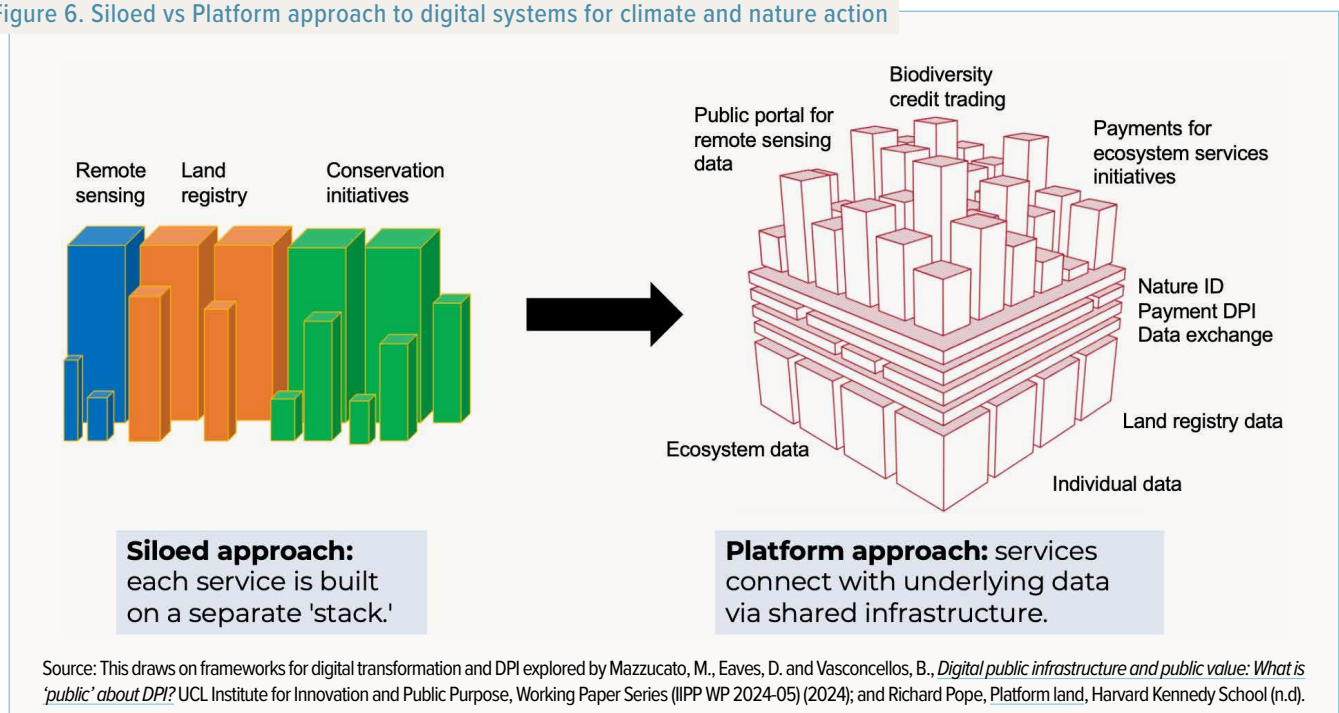 Figure 6. Siloed vs Platform approach to digital systems for climate and nature action
Remote
sensing
Land
registry
Conservation
initiatives
Public portal for
remote sensing
data
Biodiversity
credit trading
Payments for
ecosystem services
initiatives
Nature ID
Payment DPI
Data exchange
Ecosystem data
Land registry data
Individual data
Siloed approach:
each service is built
on a separate 'stack.'
Platform approach: services
connect with underlying data
via shared infrastructure.
Source: This draws on frameworks for digital transformation and DPI explored by Mazzucato, M., Eaves, D. and Vasconcellos, B., Digital public infrastructure and public value: What is
‘public’ about DPI? UCL Institute for Innovation and Public Purpose, Working Paper Series (IIPP WP 2024-05) (2024); and Richard Pope, Platform land, Harvard Kennedy School (n.d).